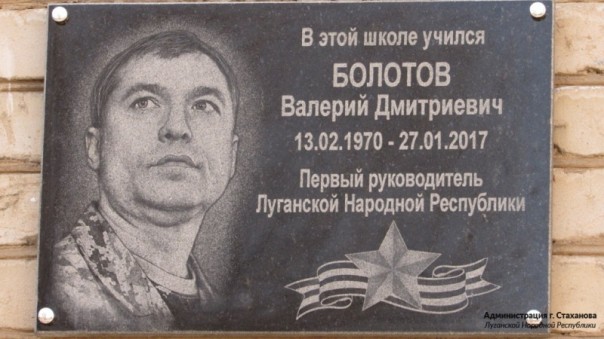 В этой школе учился
БОЛОТОВ
Валерий Дмитриевич
13.02.1970 - 27.01.2017
Первый руководитель
Луганской Народной Республики
Администрация г. Стаханова
Луганской Народной Республики